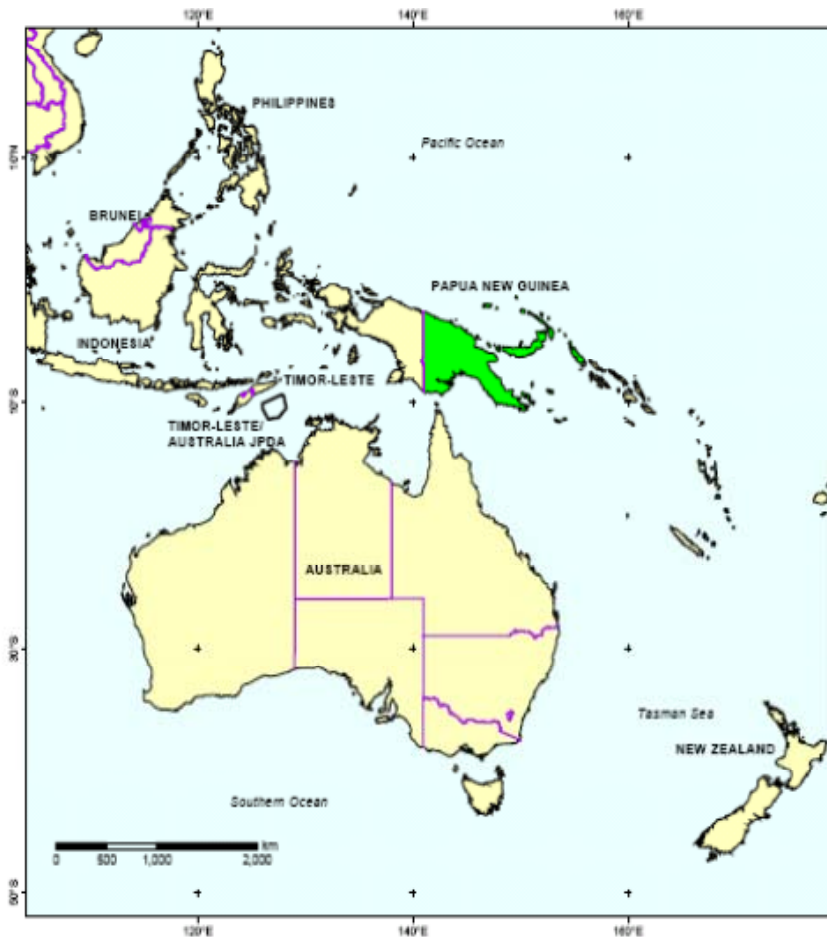 120°E 140°E 160°E
PHILIPPINES
Pacific Ocean
10°N
BRUNEI
PAPUA NEW GUINEA
INDONESIA
TIMOR-LESTE
10°S
TIMOR-LESTE/
AUSTRALIA JPDA
AUSTRALIA
30°S
Tasman Sea
NEW ZEALAND
Southern Ocean
km
0 500 1,000 2,000
50°S
120°E 140°E 160°E